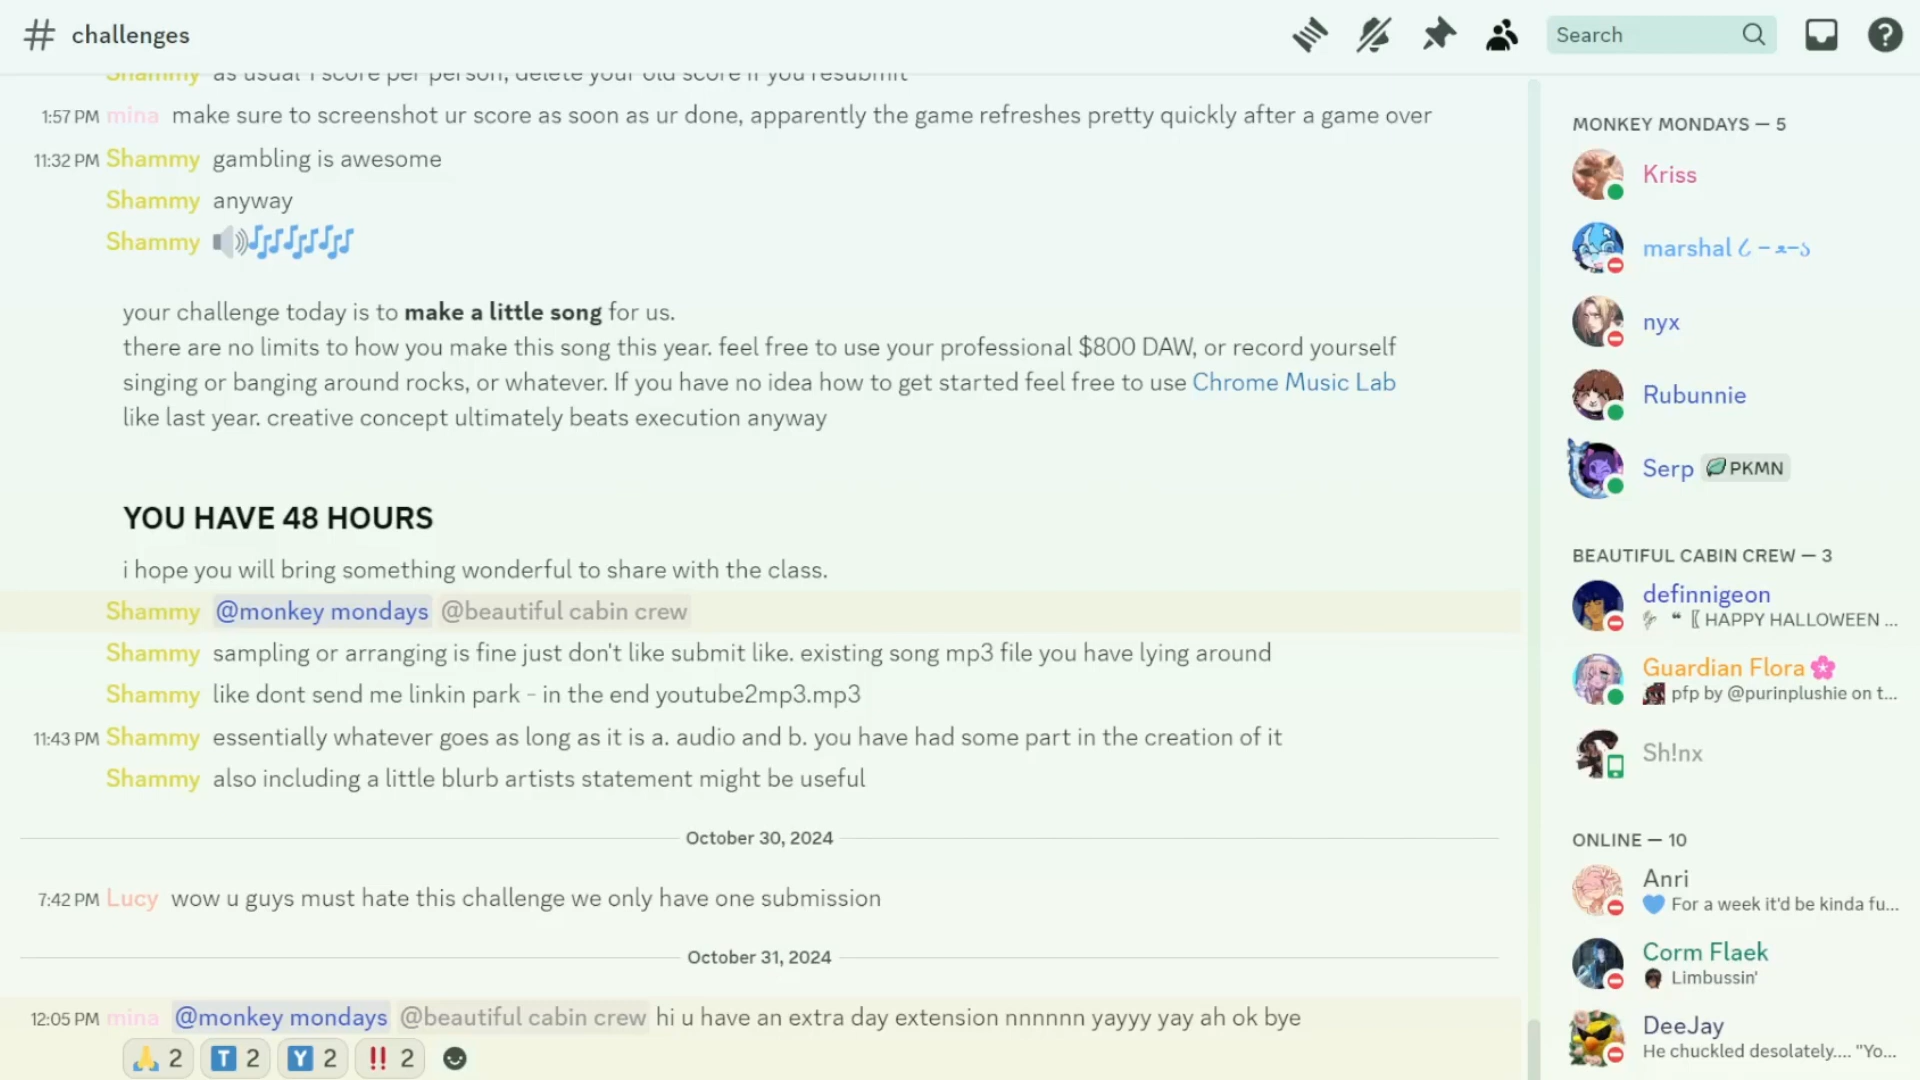 challenges
Search
Shammy as usual 1 score per person, delete your old score if you resubmit
1:57 PM mina make sure to screenshot ur score as soon as ur done, apparently the game refreshes pretty quickly after a game over
11:32 PM Shammy gambling is awesome
Shammy anyway
Shammy 🔊🎶🎶🎶
your challenge today is to make a little song for us.
there are no limits to how you make this song this year. feel free to use your professional $800 DAW, or record yourself
singing or banging around rocks, or whatever. If you have no idea how to get started feel free to use Chrome Music Lab
like last year. creative concept ultimately beats execution anyway
YOU HAVE 48 HOURS
i hope you will bring something wonderful to share with the class.
Shammy @monkey mondays @beautiful cabin crew
Shammy sampling or arranging is fine just don't like submit like. existing song mp3 file you have lying around
Shammy like dont send me linkin park - in the end youtube2mp3.mp3
11:43 PM Shammy essentially whatever goes as long as it is a. audio and b. you have had some part in the creation of it
Shammy also including a little blurb artists statement might be useful
October 30, 2024
7:42 PM Lucy wow u guys must hate this challenge we only have one submission
October 31, 2024
12:05 PM mina @monkey mondays @beautiful cabin crew hi u have an extra day extension nnnnnn yayyy yay ah ok bye
🙏 2 T 2 Y 2 ‼ 2
MONKEY MONDAYS — 5
Kriss
marshal
nyx
Rubunnie
Serp PKMN
BEAUTIFUL CABIN CREW — 3
definnigeon
❝ 〖 HAPPY HALLOWEEN ...
Guardian Flora🌸
pfp by @purinplushie on t...
Sh!nx
ONLINE — 10
Anri
💙 For a week it'd be kinda fu...
Corm Flaek
Limbussin'
DeeJay
He chuckled desolately.... "Yo...